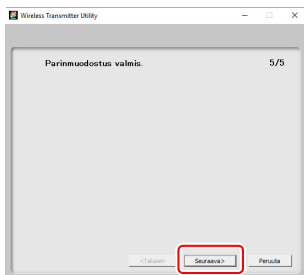 Wireless Transmitter Utility
Parinmuodostus valmis. 5/5
<Takaisin Seuraava> Peruuta